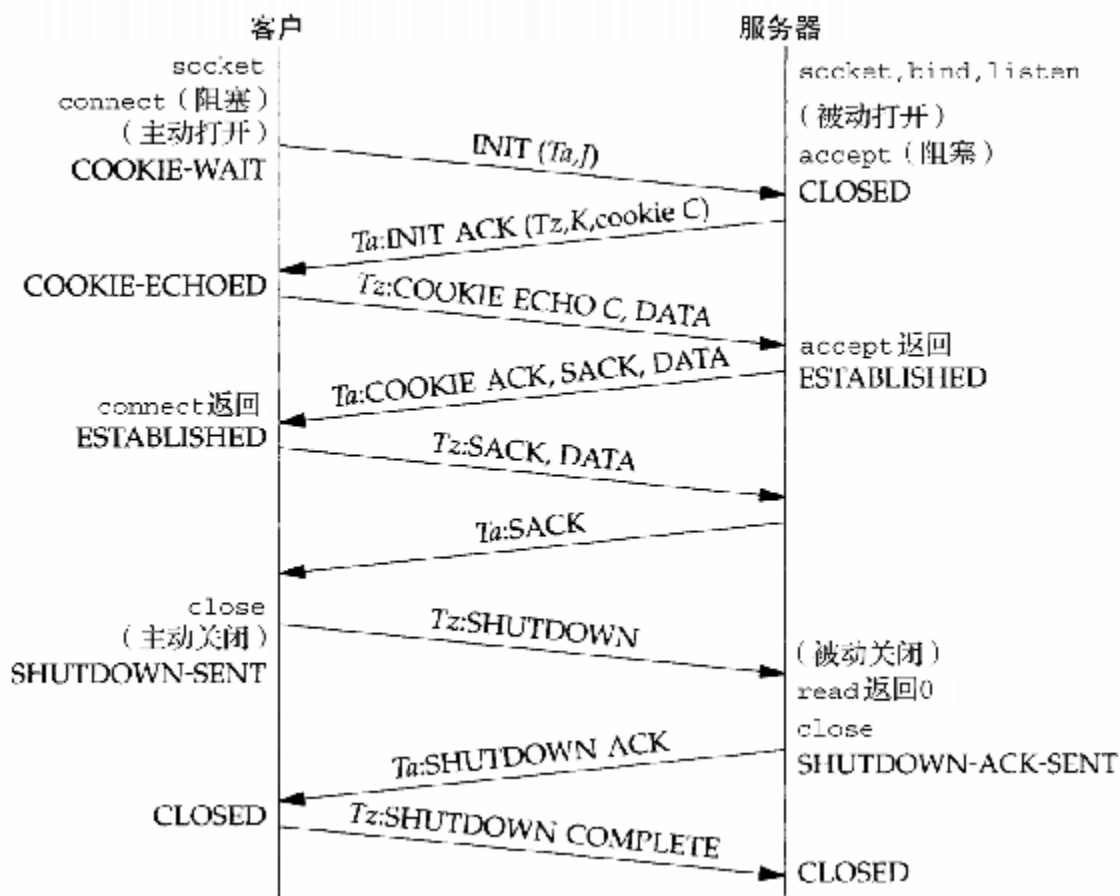 客户
服务器
socket
connect（阻塞）
（主动打开）
COOKIE-WAIT
socket,bind,listen
（被动打开）
accept（阻塞）
CLOSED
INIT (Ta,J)
Ta:INIT ACK (Tz,K,cookie C)
COOKIE-ECHOED
Tz:COOKIE ECHO C, DATA
accept返回
ESTABLISHED
Ta:COOKIE ACK, SACK, DATA
connect返回
ESTABLISHED
Tz:SACK, DATA
Ta:SACK
close
（主动关闭）
SHUTDOWN-SENT
Tz:SHUTDOWN
（被动关闭）
read返回0
close
SHUTDOWN-ACK-SENT
Ta:SHUTDOWN ACK
CLOSED
Tz:SHUTDOWN COMPLETE
CLOSED